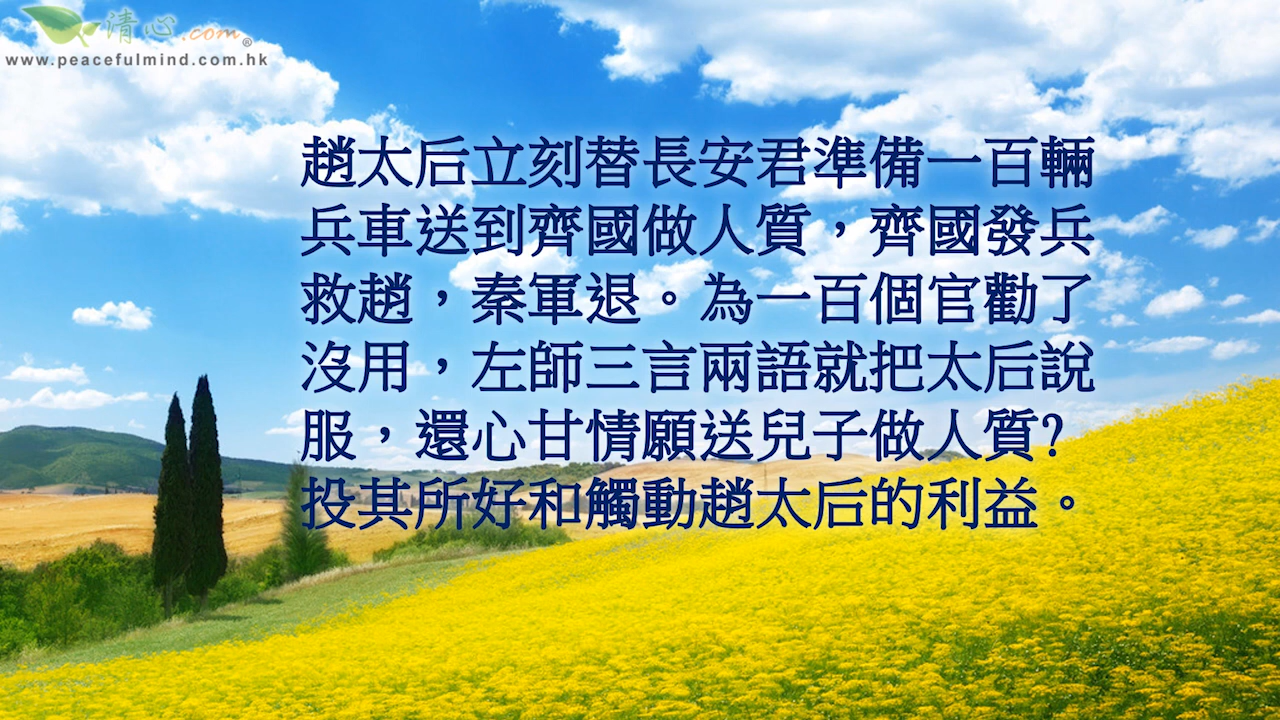 清心.com®
www.peacefulmind.com.hk
趙太后立刻替長安君準備一百輛
兵車送到齊國做人質，齊國發兵
救趙，秦軍退。為一百個官勸了
沒用，左師三言兩語就把太后說
服，還心甘情願送兒子做人質?
投其所好和觸動趙太后的利益。